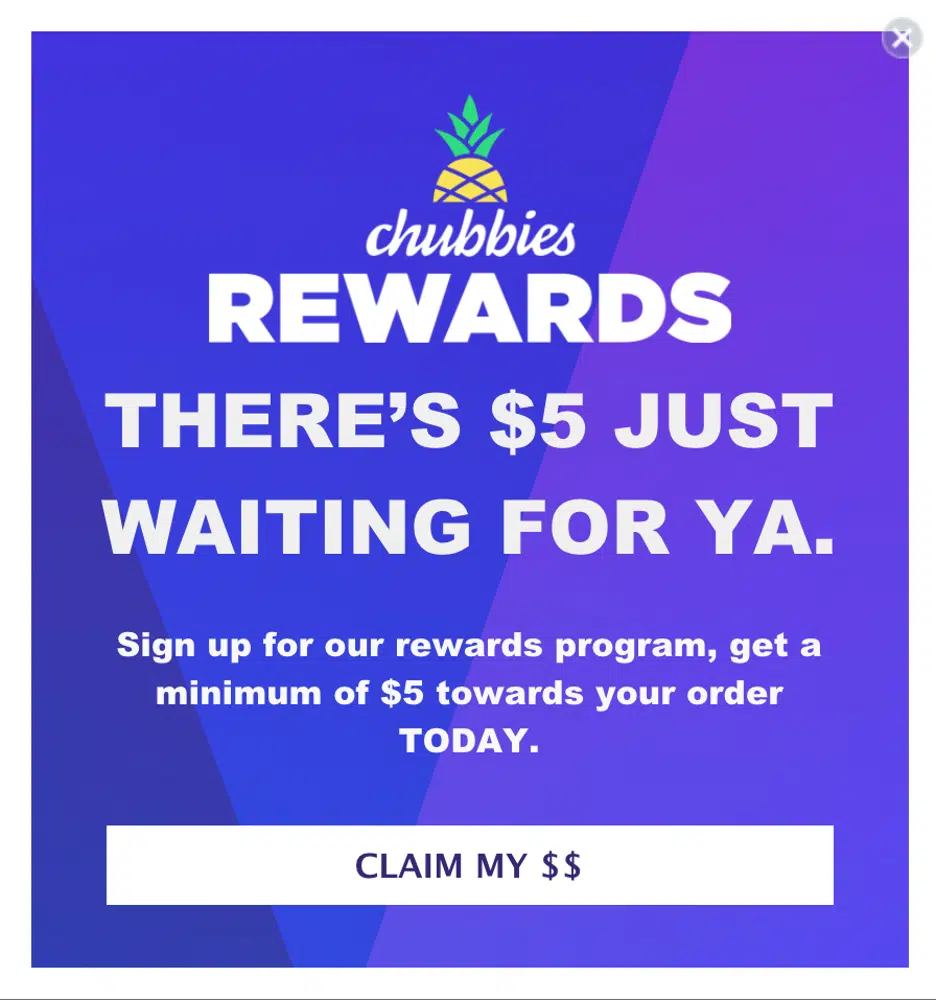 chubbies
REWARDS
THERE’S $5 JUST
WAITING FOR YA.
Sign up for our rewards program, get a
minimum of $5 towards your order
TODAY.
CLAIM MY $$